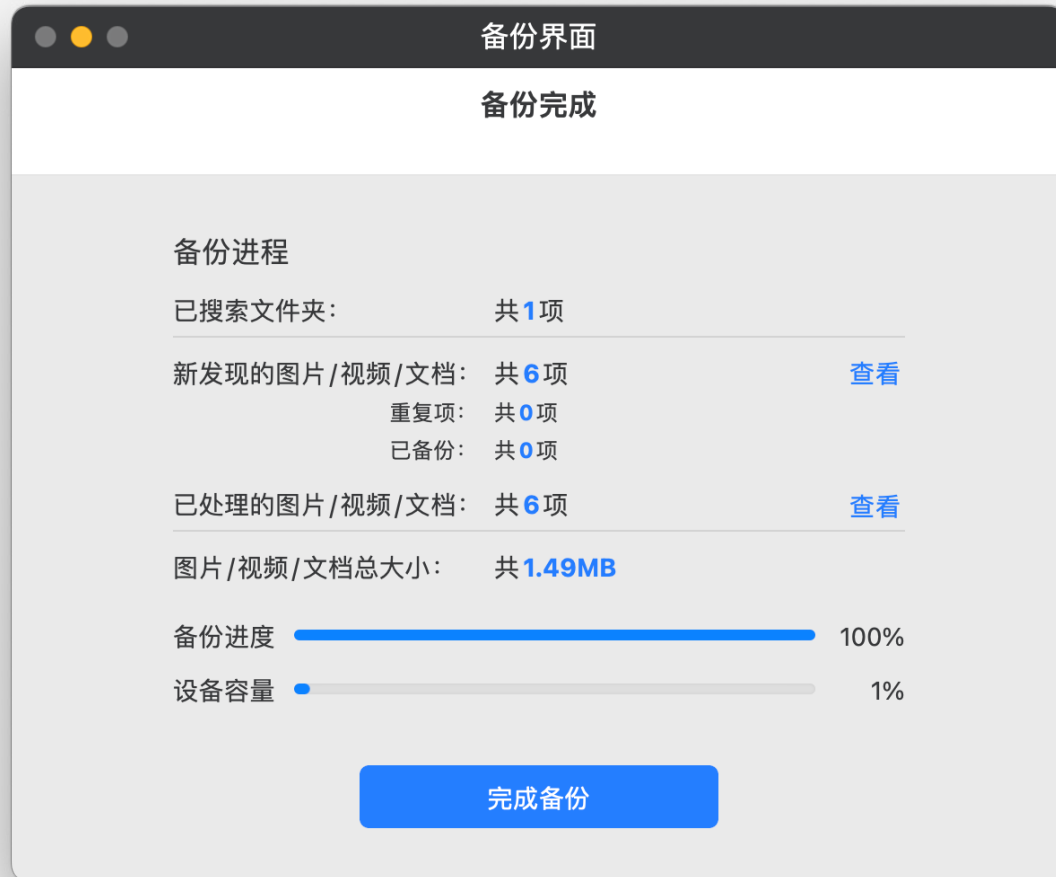 备份界面
备份完成
备份进程
已搜索文件夹： 共1项
新发现的图片/视频/文档： 共6项 查看
重复项： 共0项
已备份： 共0项
已处理的图片/视频/文档： 共6项 查看
图片/视频/文档总大小： 共1.49MB
备份进度 100%
设备容量 1%
完成备份